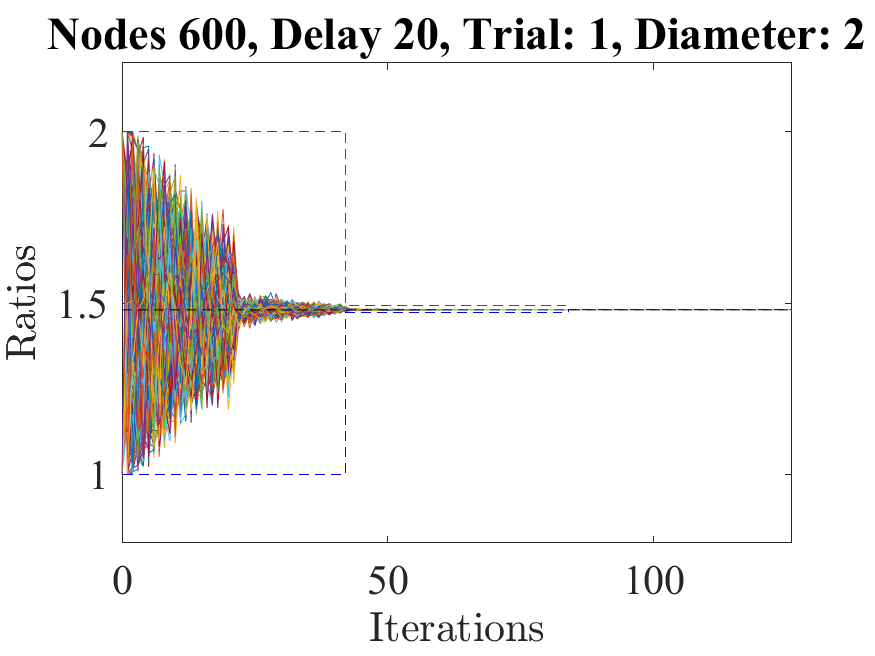 Nodes 600, Delay 20, Trial: 1, Diameter: 2
2
1.5
1
Ratios
0 50 100
Iterations